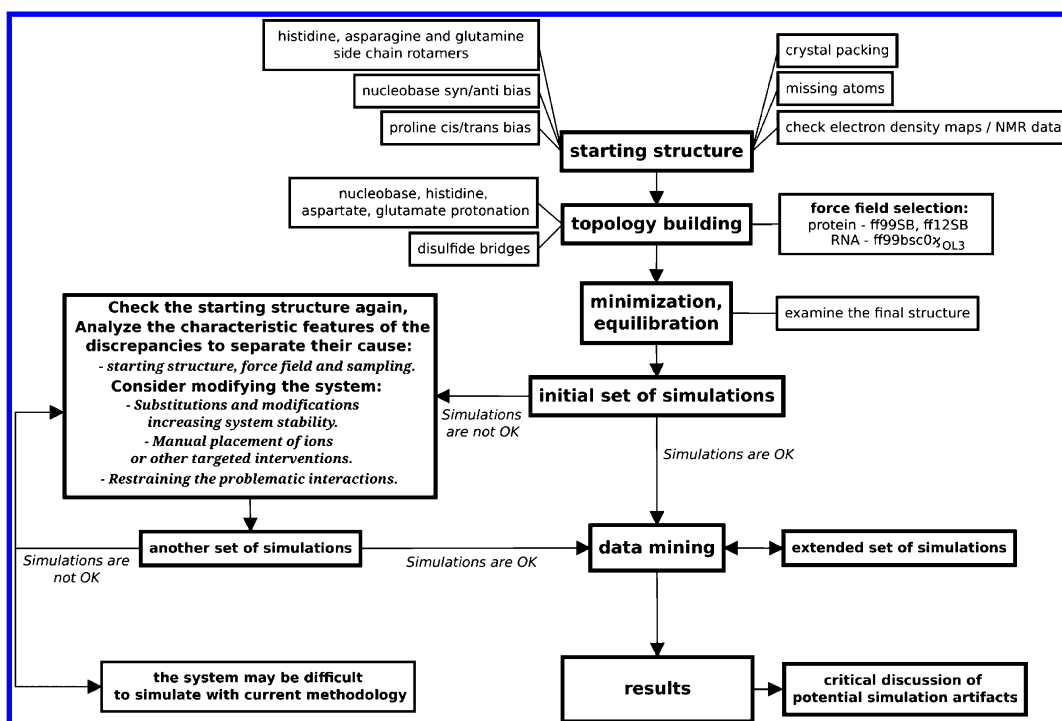 histidine, asparagine and glutamine
side chain rotamers
nucleobase syn/anti bias
proline cis/trans bias
crystal packing
missing atoms
check electron density maps / NMR data
starting structure
nucleobase, histidine,
aspartate, glutamate protonation
disulfide bridges
topology building
force field selection:
protein - ff99SB, ff12SB
RNA - ff99bsc0χOL3
minimization,
equilibration
examine the final structure
Check the starting structure again,
Analyze the characteristic features of the
discrepancies to separate their cause:
- starting structure, force field and sampling.
Consider modifying the system:
- Substitutions and modifications
increasing system stability.
- Manual placement of ions
or other targeted interventions.
- Restraining the problematic interactions.
initial set of simulations
Simulations
are not OK
Simulations are OK
another set of simulations
Simulations are
not OK
Simulations are OK
data mining
extended set of simulations
the system may be difficult
to simulate with current methodology
results
critical discussion of
potential simulation artifacts